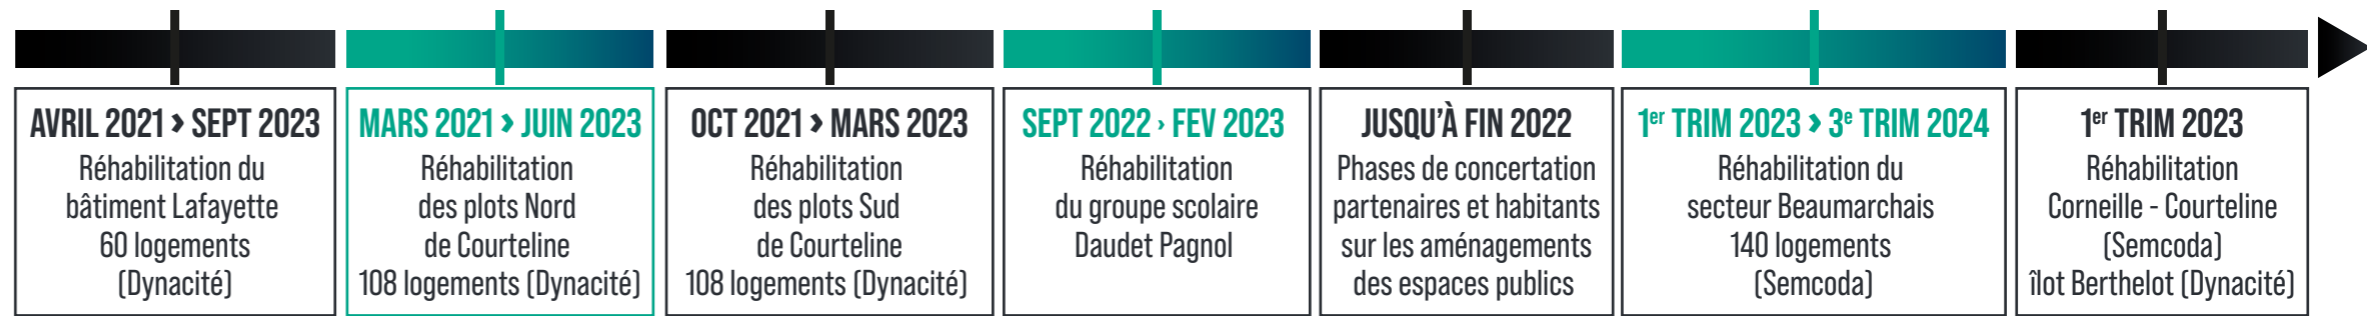 AVRIL 2021 › SEPT 2023
Réhabilitation du
bâtiment Lafayette
60 logements
(Dynacité)
MARS 2021 › JUIN 2023
Réhabilitation
des plots Nord
de Courteline
108 logements (Dynacité)
OCT 2021 › MARS 2023
Réhabilitation
des plots Sud
de Courteline
108 logements (Dynacité)
SEPT 2022 › FEV 2023
Réhabilitation
du groupe scolaire
Daudet Pagnol
JUSQU'À FIN 2022
Phases de concertation
partenaires et habitants
sur les aménagements
des espaces publics
1er TRIM 2023 › 3e TRIM 2024
Réhabilitation du
secteur Beaumarchais
140 logements
(Semcoda)
1er TRIM 2023
Réhabilitation
Corneille - Courteline
(Semcoda)
îlot Berthelot (Dynacité)